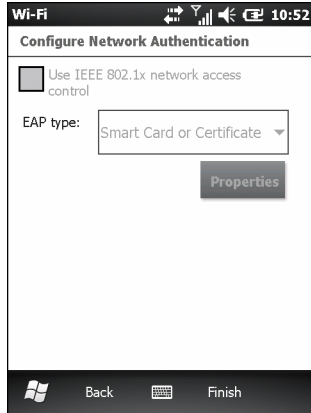 Wi-Fi 10:52
Configure Network Authentication
Use IEEE 802.1x network access
control
EAP type:
Smart Card or Certificate
Properties
Back Finish